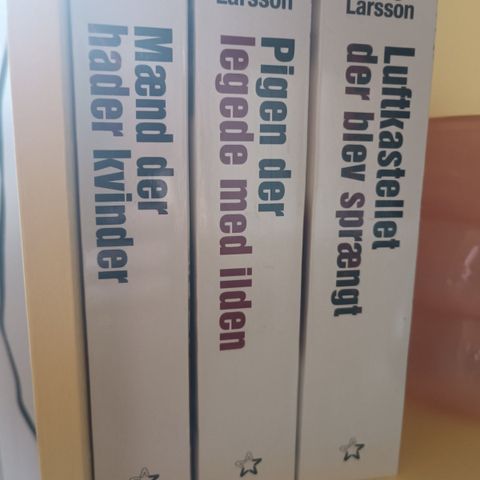 Mænd der
hader kvinder
Larsson
Pigen der
legede med ilden
Larsson
Luftkastellet
der blev sprængt